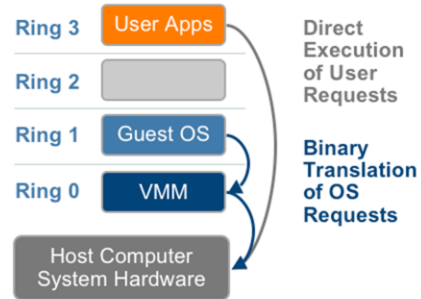 Ring 3
User Apps
Direct
Execution
of User
Requests
Ring 2
Ring 1
Guest OS
Binary
Translation
of OS
Requests
Ring 0
VMM
Host Computer
System Hardware